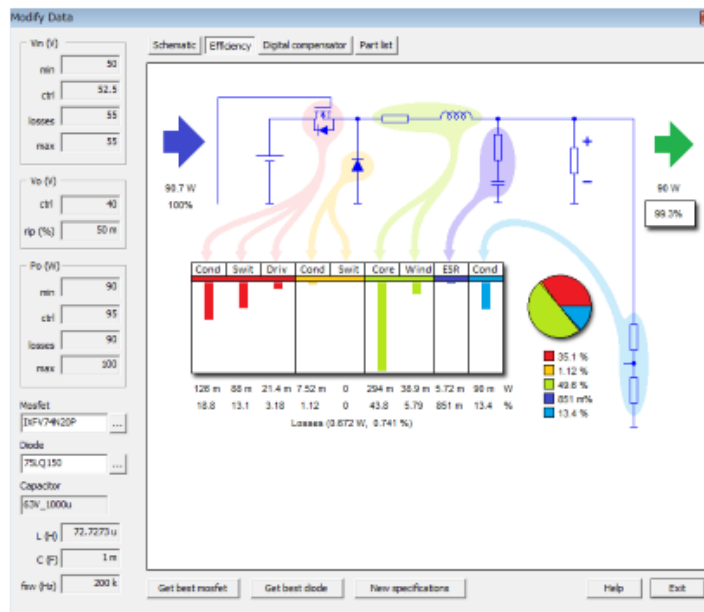 Modify Data
Vin (V)
min 50
ctrl 52.5
losses 55
max 55
Vo (V)
ctrl 40
rip (%) 50 m
Po (W)
min 90
ctrl 95
losses 90
max 100
Mosfet
IXFV74N20P ...
Diode
75LQ150 ...
Capacitor
63V_1000u
L (H) 72.7273 u
C (F) 1 m
fsw (Hz) 200 k
Schematic Efficiency Digital compensator Part list
90.7 W
100%
90 W
99.3%
Cond Swit Driv Cond Swit Core Wind ESR Cond
126 m 88 m 21.4 m 7.52 m 0 294 m 38.9 m 5.72 m 90 m W
18.8 13.1 3.18 1.12 0 43.8 5.79 851 m 13.4 %
Losses (0.672 W, 0.741 %)
35.1 %
1.12 %
49.6 %
851 m%
13.4 %
Get best mosfet Get best diode New specifications Help Exit